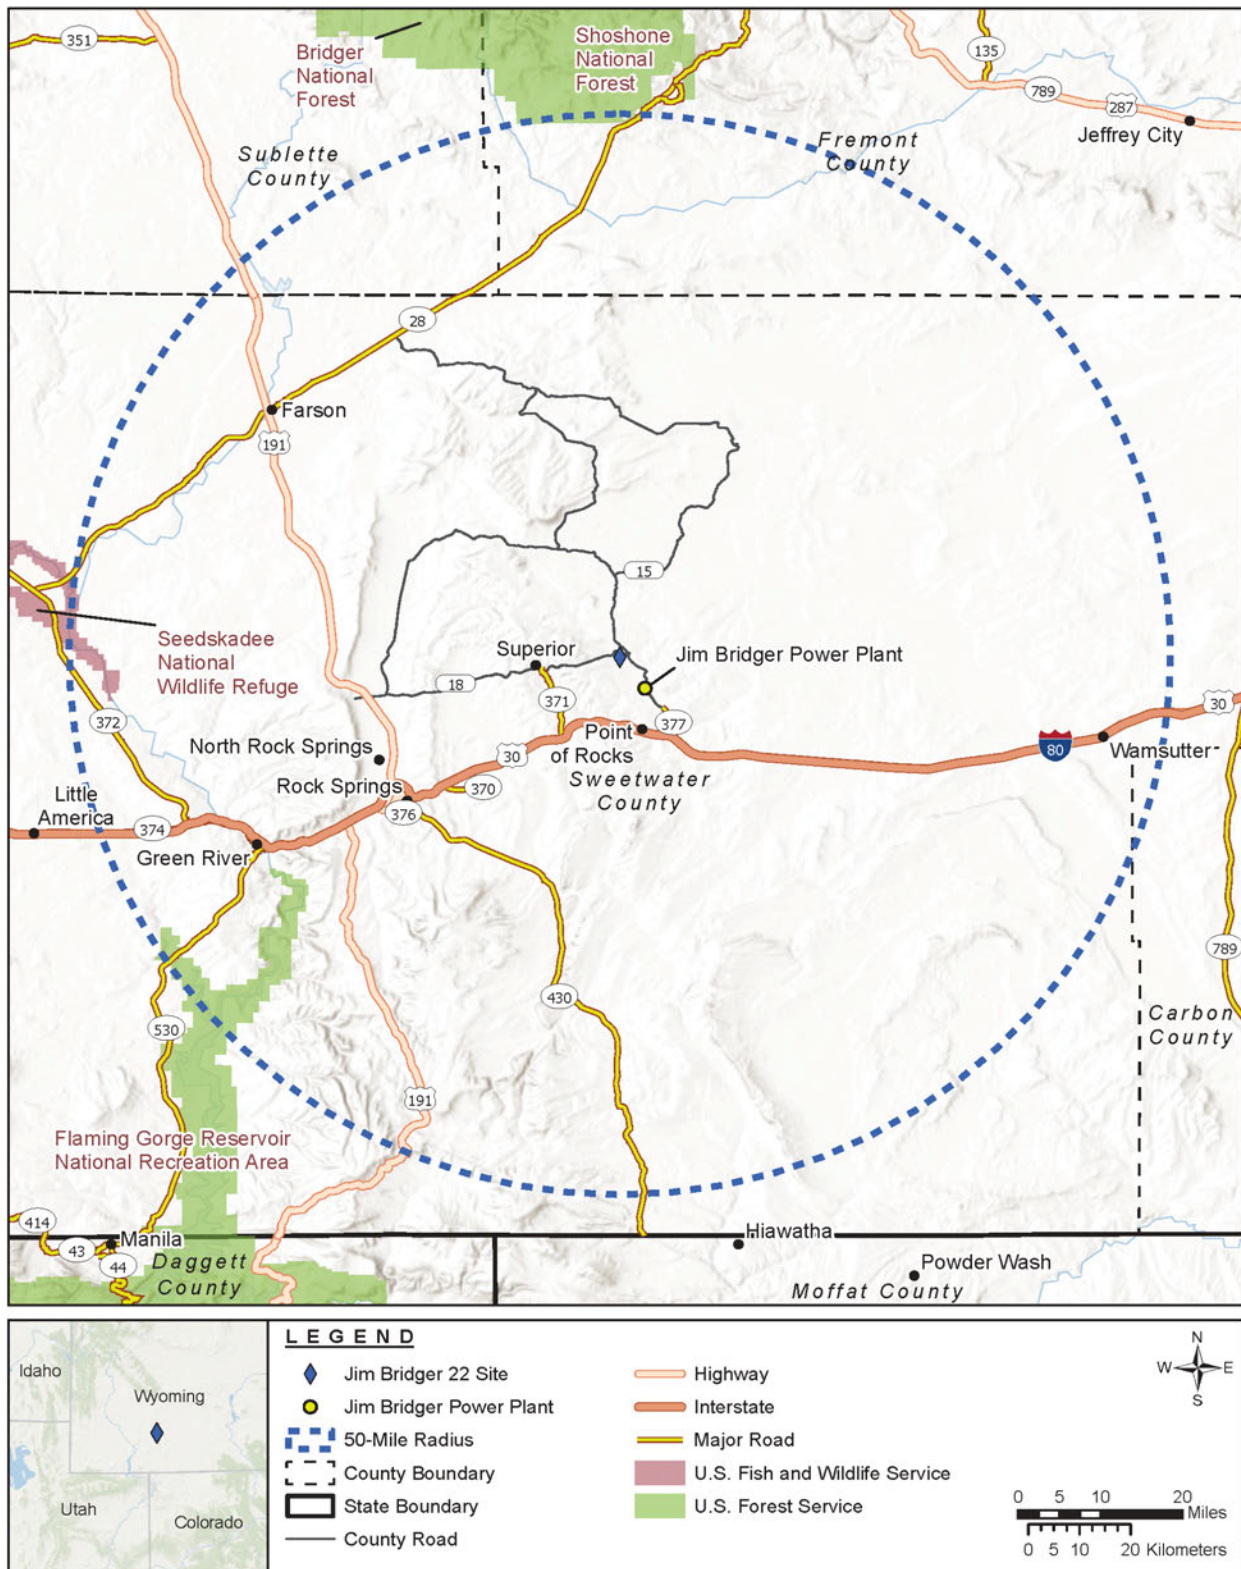 351
Bridger
National
Forest
Shoshone
National
Forest
135
789
287
Jeffrey City
Sublette
County
Fremont
County
28
Farson
191
15
Seedskadee
National
Wildlife Refuge
Superior
Jim Bridger Power Plant
18
371
377
372
30
North Rock Springs
Point
of Rocks
30
80
Wamsutter
Sweetwater
County
Rock Springs
370
Little
America
376
374
Green River
789
430
530
Carbon
County
191
Flaming Gorge Reservoir
National Recreation Area
414
43
Manila
44
Daggett
County
Hiawatha
Powder Wash
Moffat County
Idaho
Wyoming
Utah
Colorado
LEGEND
Jim Bridger 22 Site
Jim Bridger Power Plant
50-Mile Radius
County Boundary
State Boundary
County Road
Highway
Interstate
Major Road
U.S. Fish and Wildlife Service
U.S. Forest Service
N
W E
S
0 5 10 20
Miles
0 5 10 20 Kilometers